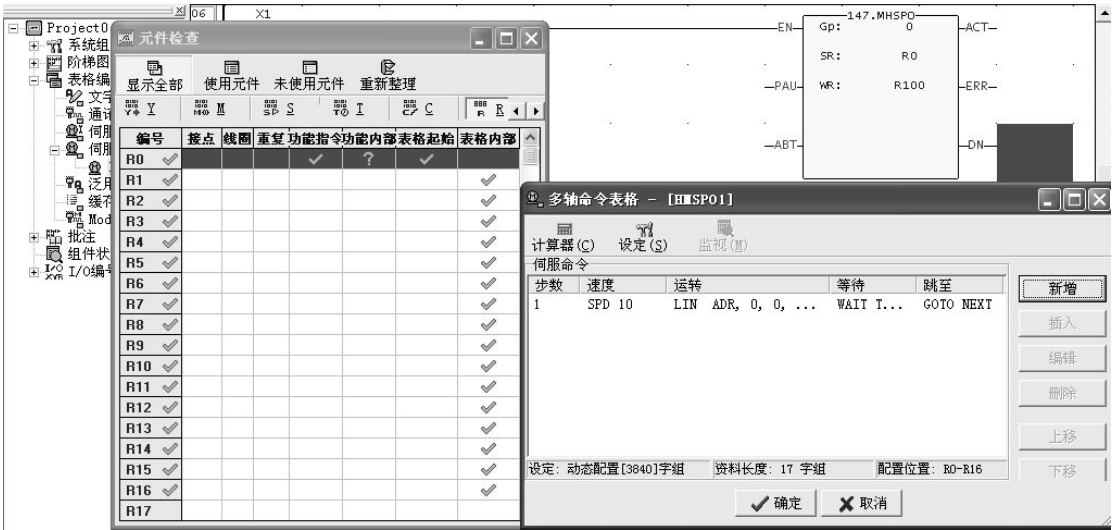 06 X1
Project0
系统组
阶梯图
表格编
文字
通讯
伺服
伺服
泛用
缓存
Mod
批注
组件状
I/O编号
元件检查
显示全部 使用元件 未使用元件 重新整理
Y M S T C R
编号 接点 线圈 重复 功能指令 功能内部 表格起始 表格内部
R0 ?
R1
R2
R3
R4
R5
R6
R7
R8
R9
R10
R11
R12
R13
R14
R15
R16
R17
147.MHSPO
EN Gp: 0 ACT
SR: R0
PAU WR: R100 ERR
ABT DN
多轴命令表格 - [HMSPO1]
计算器(C) 设定(S) 监视(M)
伺服命令
步数 速度 运转 等待 跳至
1 SPD 10 LIN ADR, 0, 0, ... WAIT T... GOTO NEXT
新增
插入
编辑
删除
上移
下移
设定: 动态配置[3840]字组 资料长度: 17 字组 配置位置: R0-R16
确定 取消